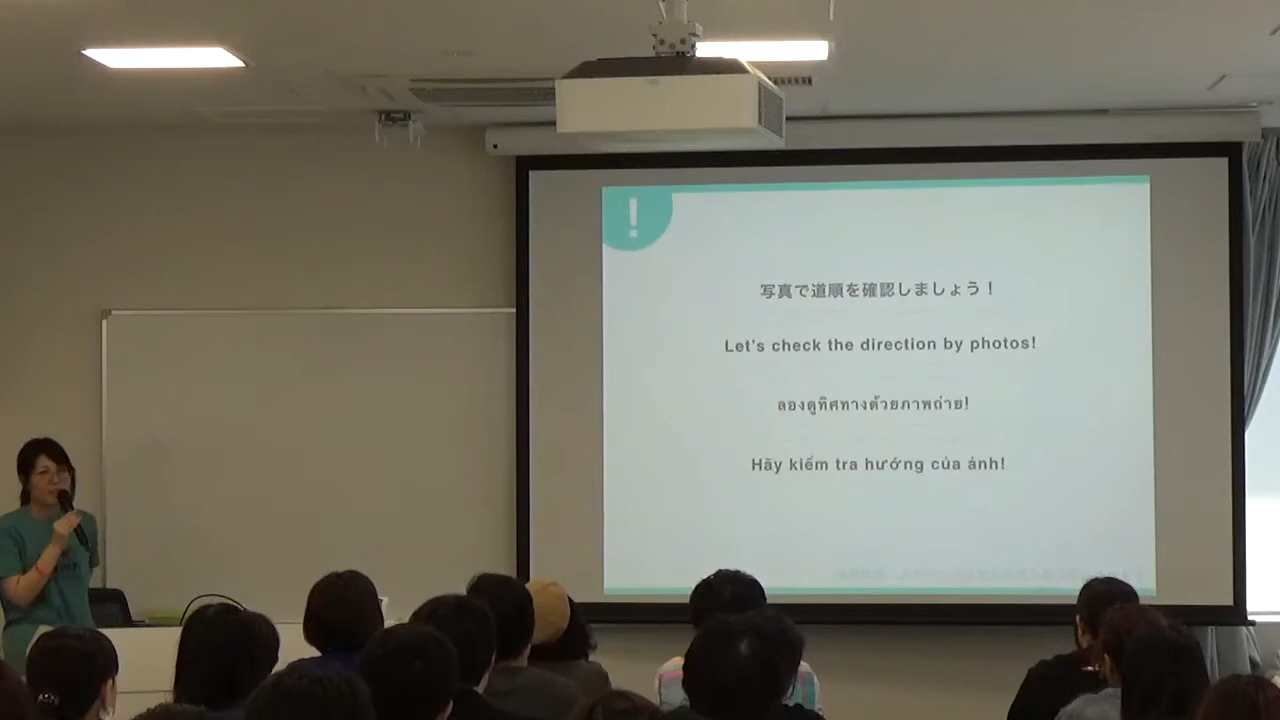 !
写真で道順を確認しましょう！
Let's check the direction by photos!
ลองดูทิศทางด้วยภาพถ่าย!
Hãy kiểm tra hướng của ảnh!